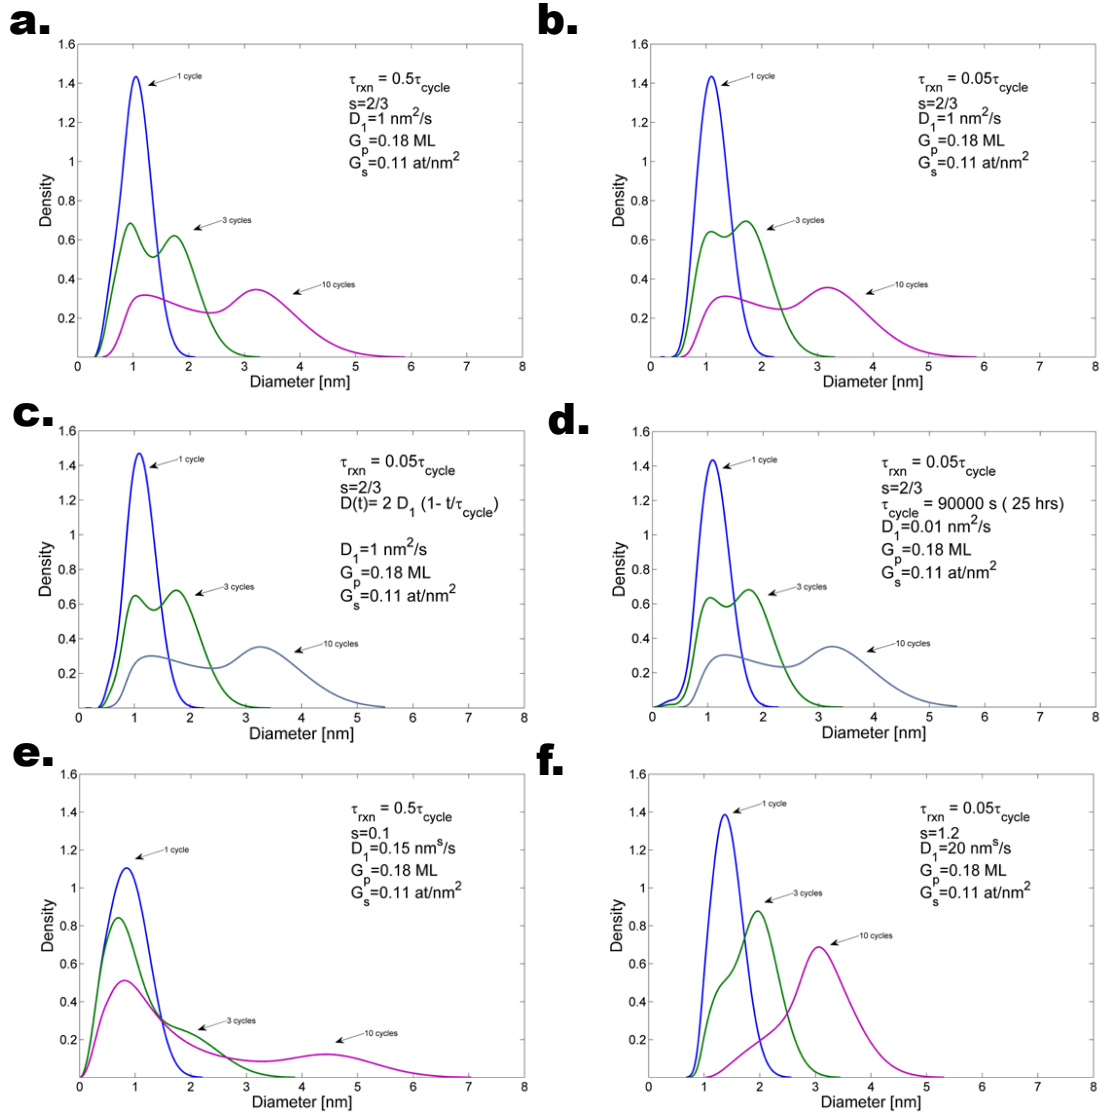 a.
1.6
1.4
1.2
1
0.8
0.6
0.4
0.2
0 1 2 3 4 5 6 7 8
Density
Diameter [nm]
1 cycle
3 cycles
10 cycles
τrxn = 0.5τcycle
s=2/3
D1=1 nm²/s
Gp=0.18 ML
Gs=0.11 at/nm²
b.
1.6
1.4
1.2
1
0.8
0.6
0.4
0.2
0 1 2 3 4 5 6 7 8
Density
Diameter [nm]
1 cycle
3 cycles
10 cycles
τrxn = 0.05τcycle
s=2/3
D1=1 nm²/s
Gp=0.18 ML
Gs=0.11 at/nm²
c.
1.6
1.4
1.2
1
0.8
0.6
0.4
0.2
0 1 2 3 4 5 6 7 8
Density
Diameter [nm]
1 cycle
3 cycles
10 cycles
τrxn = 0.05τcycle
s=2/3
D(t)= 2 D1 (1- t/τcycle)
D1=1 nm²/s
Gp=0.18 ML
Gs=0.11 at/nm²
d.
1.6
1.4
1.2
1
0.8
0.6
0.4
0.2
0 1 2 3 4 5 6 7 8
Density
Diameter [nm]
1 cycle
3 cycles
10 cycles
τrxn = 0.05τcycle
s=2/3
τcycle = 90000 s ( 25 hrs)
D1=0.01 nm²/s
Gp=0.18 ML
Gs=0.11 at/nm²
e.
1.6
1.4
1.2
1
0.8
0.6
0.4
0.2
0 1 2 3 4 5 6 7 8
Density
Diameter [nm]
1 cycle
3 cycles
10 cycles
τrxn = 0.5τcycle
s=0.1
D1=0.15 nmˢ/s
Gp=0.18 ML
Gs=0.11 at/nm²
f.
1.6
1.4
1.2
1
0.8
0.6
0.4
0.2
0 1 2 3 4 5 6 7 8
Density
Diameter [nm]
1 cycle
3 cycles
10 cycles
τrxn = 0.05τcycle
s=1.2
D1=20 nmˢ/s
Gp=0.18 ML
Gs=0.11 at/nm²